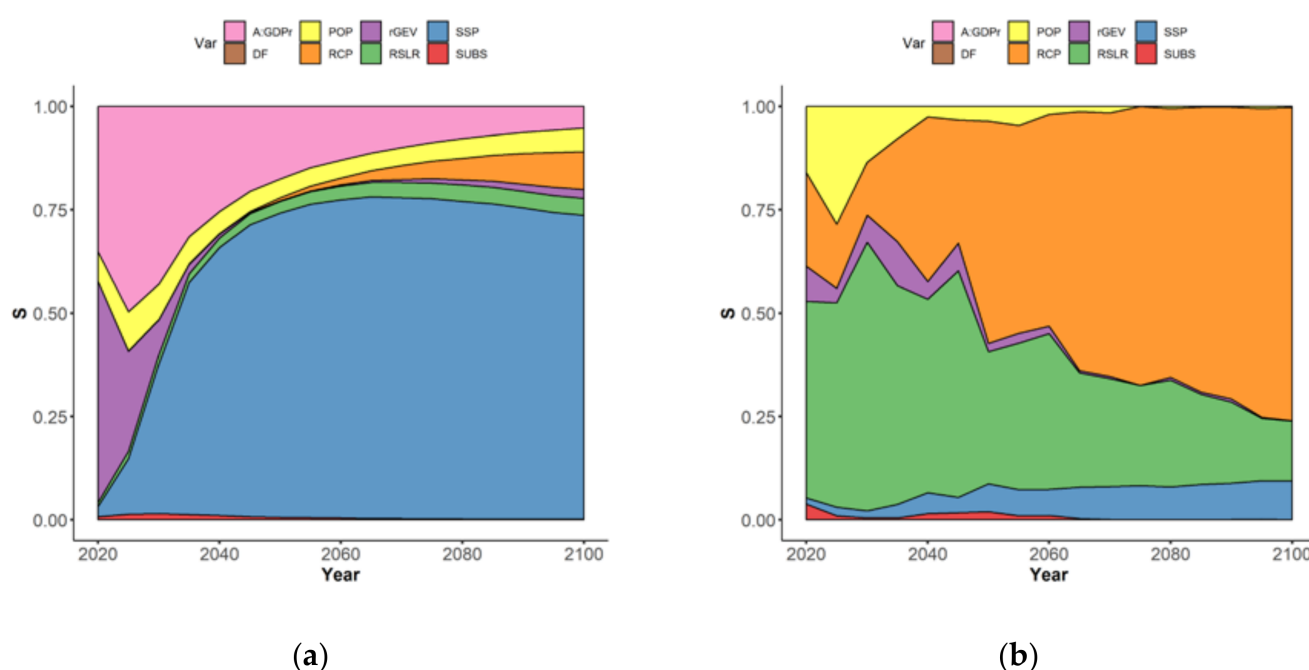 Var A:GDPr POP rGEV SSP
DF RCP RSLR SUBS
1.00
0.75
0.50
0.25
0.00
S
2020 2040 2060 2080 2100
Year
(a)
Var A:GDPr POP rGEV SSP
DF RCP RSLR SUBS
1.00
0.75
0.50
0.25
0.00
S
2020 2040 2060 2080 2100
Year
(b)